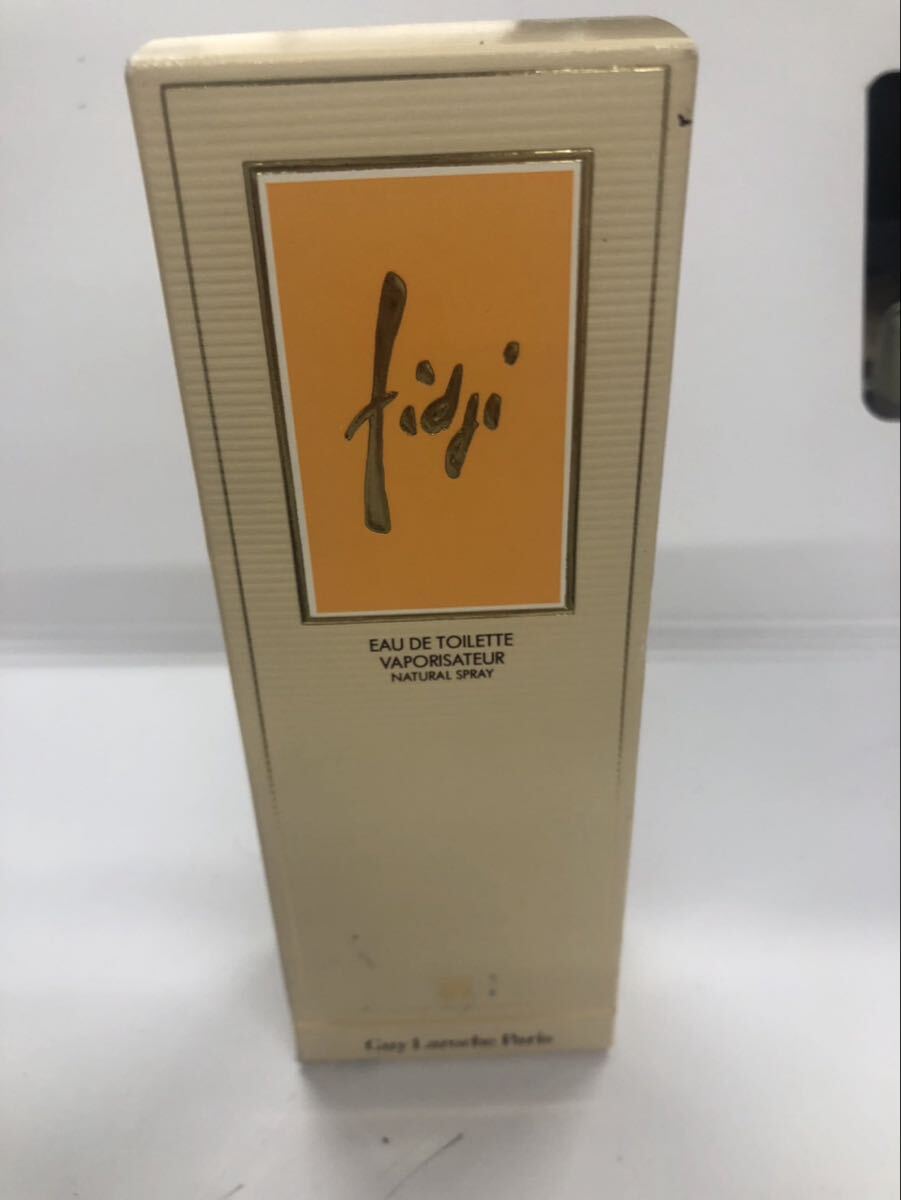 fidji
EAU DE TOILETTE
VAPORISATEUR
NATURAL SPRAY
Guy Laroche Paris